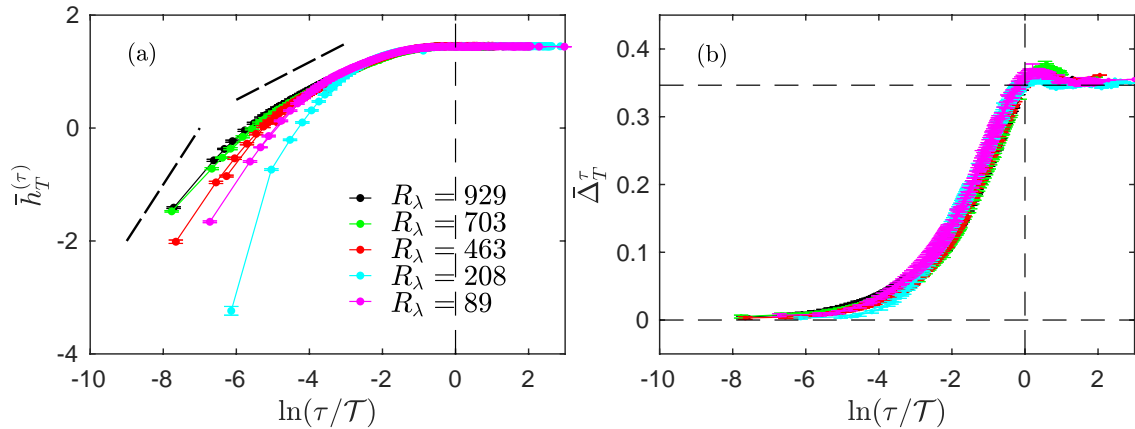 2
0
-2
-4
-10
-8
-6
-4
-2
0
2
(a)
h̄_T^(τ)
ln(τ/𝒯)
R_λ = 929
R_λ = 703
R_λ = 463
R_λ = 208
R_λ = 89
0.4
0.3
0.2
0.1
0
-10
-8
-6
-4
-2
0
2
(b)
Δ̄_T^τ
ln(τ/𝒯)